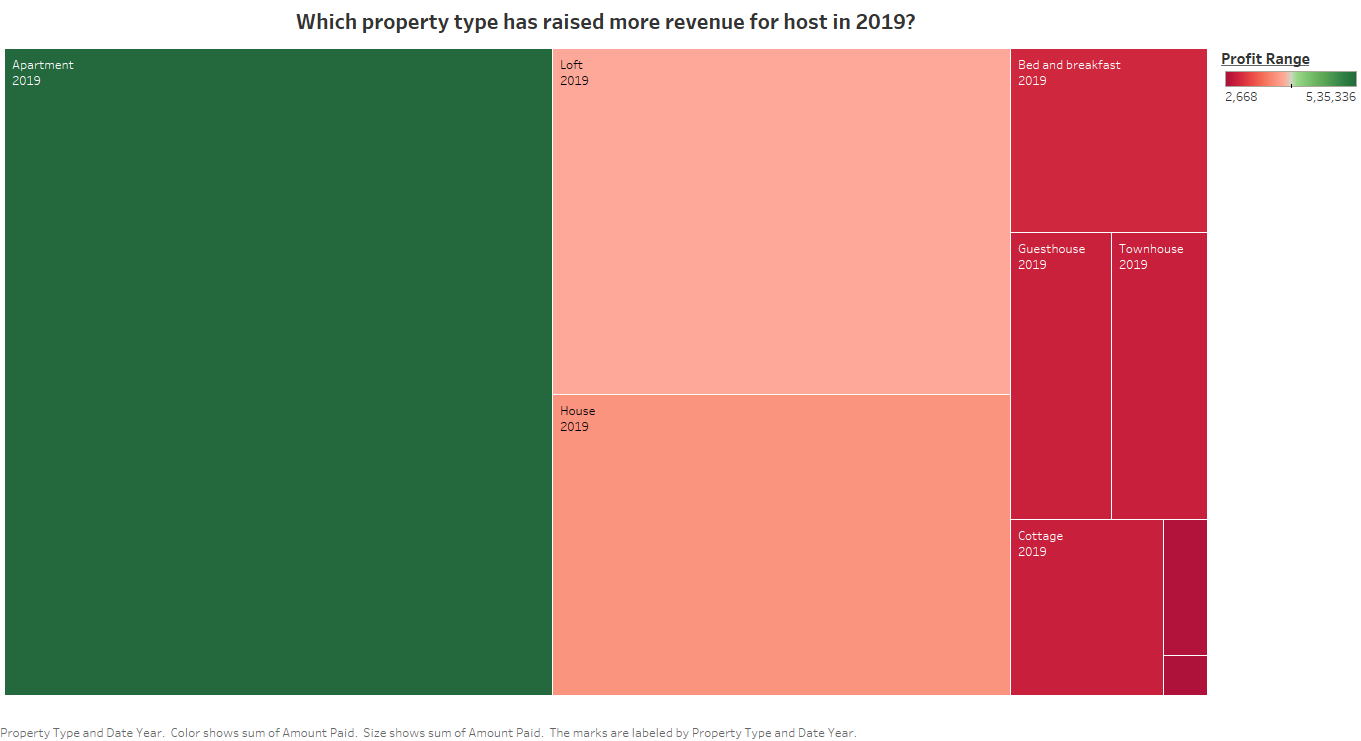 Which property type has raised more revenue for host in 2019?
Apartment
2019
Loft
2019
House
2019
Bed and breakfast
2019
Guesthouse
2019
Townhouse
2019
Cottage
2019
Profit Range
2,668 5,35,336
Property Type and Date Year.  Color shows sum of Amount Paid.  Size shows sum of Amount Paid.  The marks are labeled by Property Type and Date Year.